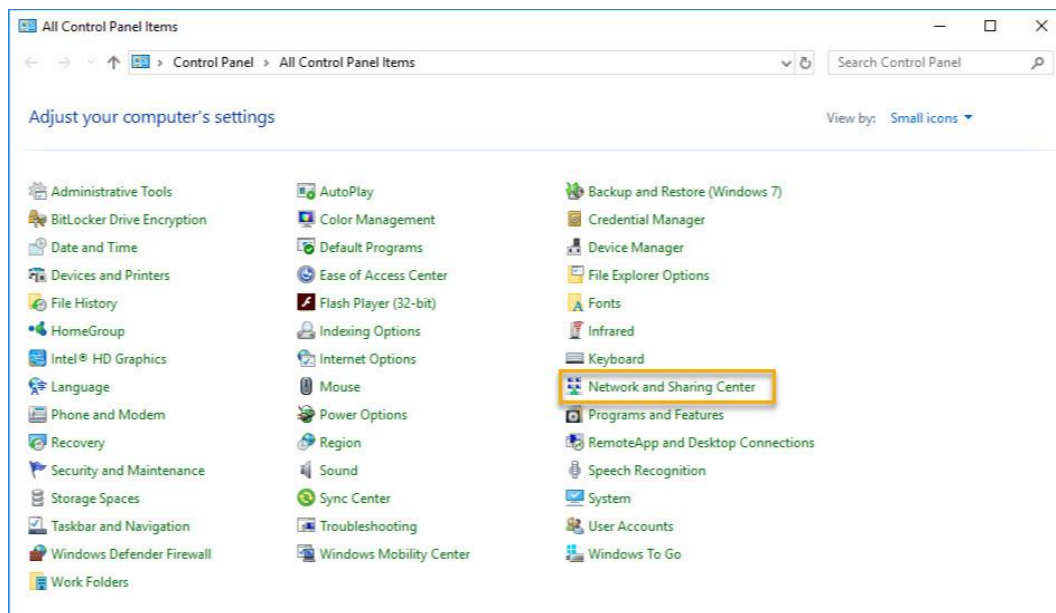 All Control Panel Items
Control Panel > All Control Panel Items
Search Control Panel
Adjust your computer's settings
View by: Small icons
Administrative Tools
AutoPlay
Backup and Restore (Windows 7)
BitLocker Drive Encryption
Color Management
Credential Manager
Date and Time
Default Programs
Device Manager
Devices and Printers
Ease of Access Center
File Explorer Options
File History
Flash Player (32-bit)
Fonts
HomeGroup
Indexing Options
Infrared
Intel® HD Graphics
Internet Options
Keyboard
Language
Mouse
Network and Sharing Center
Phone and Modem
Power Options
Programs and Features
Recovery
Region
RemoteApp and Desktop Connections
Security and Maintenance
Sound
Speech Recognition
Storage Spaces
Sync Center
System
Taskbar and Navigation
Troubleshooting
User Accounts
Windows Defender Firewall
Windows Mobility Center
Windows To Go
Work Folders